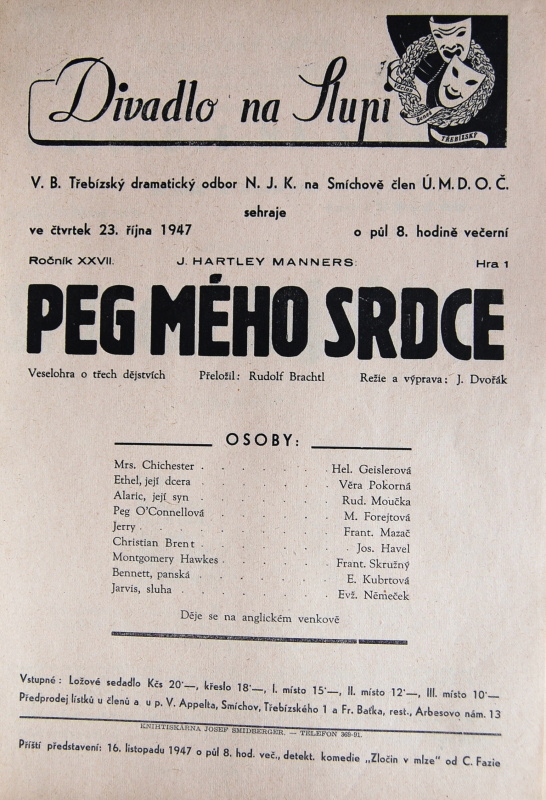 Divadlo na Slupi
Václav
Beneš
TŘEBÍZSKÝ
V. B. Třebízský dramatický odbor N. J. K. na Smíchově člen Ú. M. D. O. Č.
sehraje
ve čtvrtek 23. října 1947 o půl 8. hodině večerní
Ročník XXVII. J. HARTLEY MANNERS: Hra 1
PEG MÉHO SRDCE
Veselohra o třech dějstvích Přeložil: Rudolf Brachtl Režie a výprava: J. Dvořák
OSOBY:
Mrs. Chichester . . . . . Hel. Geislerová
Ethel, její dcera . . . . . Věra Pokorná
Alaric, její syn . . . . . Rud. Moučka
Peg O'Connellová . . . . . M. Forejtová
Jerry . . . . . Frant. Mazač
Christian Brent . . . . . Jos. Havel
Montgomery Hawkes . . . . . Frant. Skružný
Bennett, panská . . . . . E. Kubrtová
Jarvis, sluha . . . . . Evž. Němeček
Děje se na anglickém venkově
Vstupné: Ložové sedadlo Kčs 20·—, křeslo 18·—, I. místo 15·—, II. místo 12·—, III. místo 10·—
Předprodej lístků u členů a u p. V. Appelta, Smíchov, Třebízského 1 a Fr. Baťka, rest., Arbesovo nám. 13
KNIHTISKÁRNA JOSEF SMIDBERGER. — TELEFON 369-91.
Příští představení: 16. listopadu 1947 o půl 8. hod. več., detekt. komedie „Zločin v mlze" od C. Fazie